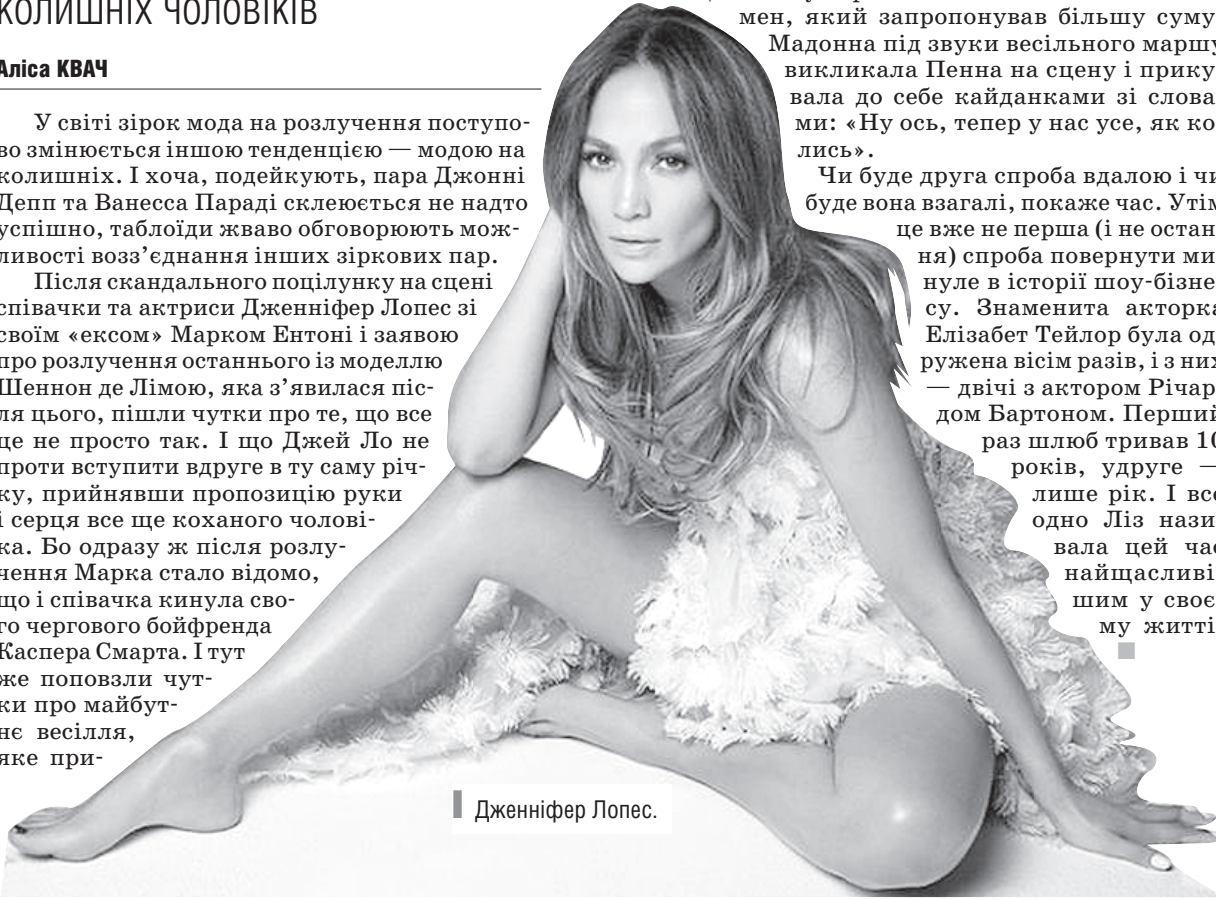 КОЛИШНІХ ЧОЛОВІКІВ
Аліса КВАЧ
У світі зірок мода на розлучення поступо-
во змінюється іншою тенденцією — модою на
колишніх. І хоча, подейкують, пара Джонні
Депп та Ванесса Параді склеюється не надто
успішно, таблоїди жваво обговорюють мож-
ливості возз’єднання інших зіркових пар.
Після скандального поцілунку на сцені
співачки та актриси Дженніфер Лопес зі
своїм «ексом» Марком Ентоні і заявою
про розлучення останнього із моделлю
Шеннон де Лімою, яка з’явилася піс-
ля цього, пішли чутки про те, що все
це не просто так. І що Джей Ло не
проти вступити вдруге в ту саму річ-
ку, прийнявши пропозицію руки
і серця все ще коханого чолові-
ка. Бо одразу ж після розлу-
чення Марка стало відомо,
що і співачка кинула сво-
го чергового бойфренда
Каспера Смарта. І тут
же поповзли чут-
ки про майбут-
нє весілля,
яке при-
мен, який запропонував більшу суму
Мадонна під звуки весільного маршу
викликала Пенна на сцену і прику
вала до себе кайданками зі слова
ми: «Ну ось, тепер у нас усе, як ко
лись».
Чи буде друга спроба вдалою і чи
буде вона взагалі, покаже час. Утім
це вже не перша (і не остан
ня) спроба повернути ми
нуле в історії шоу-бізне
су. Знаменита акторка
Елізабет Тейлор була од
ружена вісім разів, і з них
— двічі з актором Річар
дом Бартоном. Перший
раз шлюб тривав 10
років, удруге —
лише рік. І все
одно Ліз нази
вала цей час
найщасливі
шим у своє
му житті
Дженніфер Лопес.